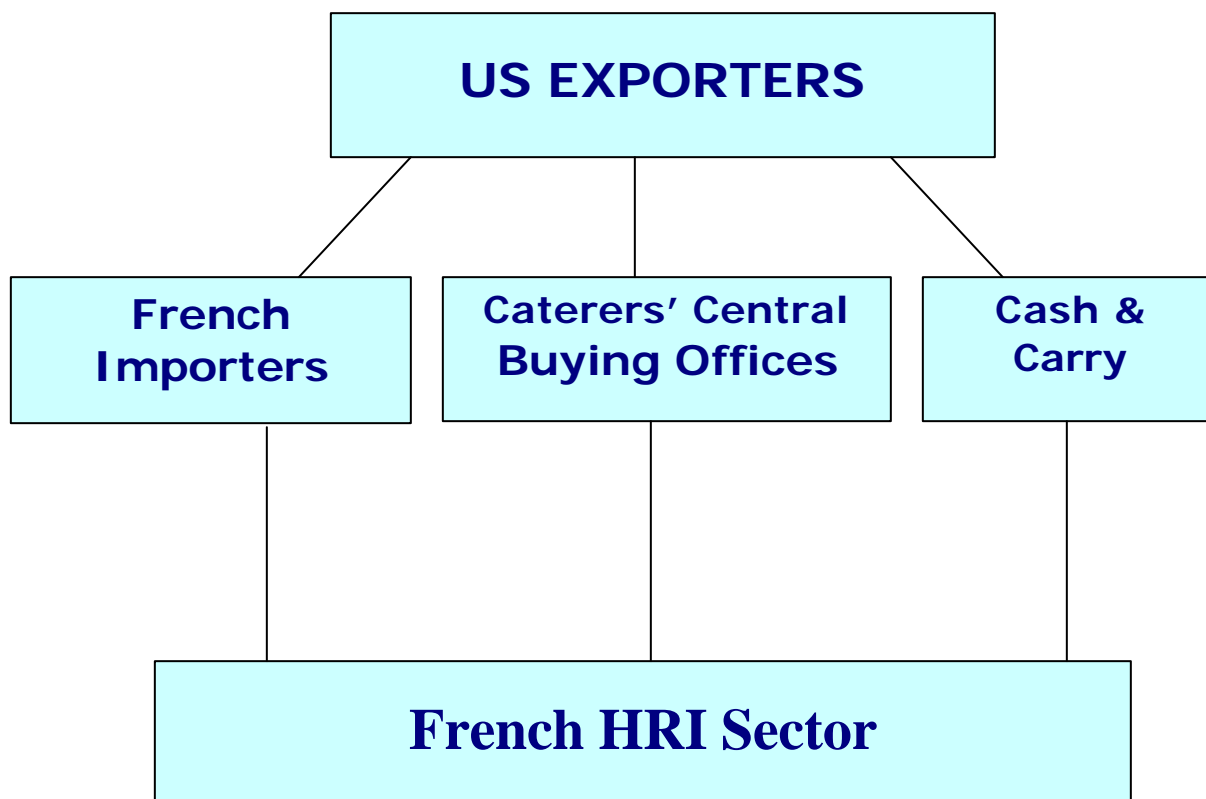 US EXPORTERS
French
Importers
Caterers’ Central
Buying Offices
Cash &
Carry
French HRI Sector